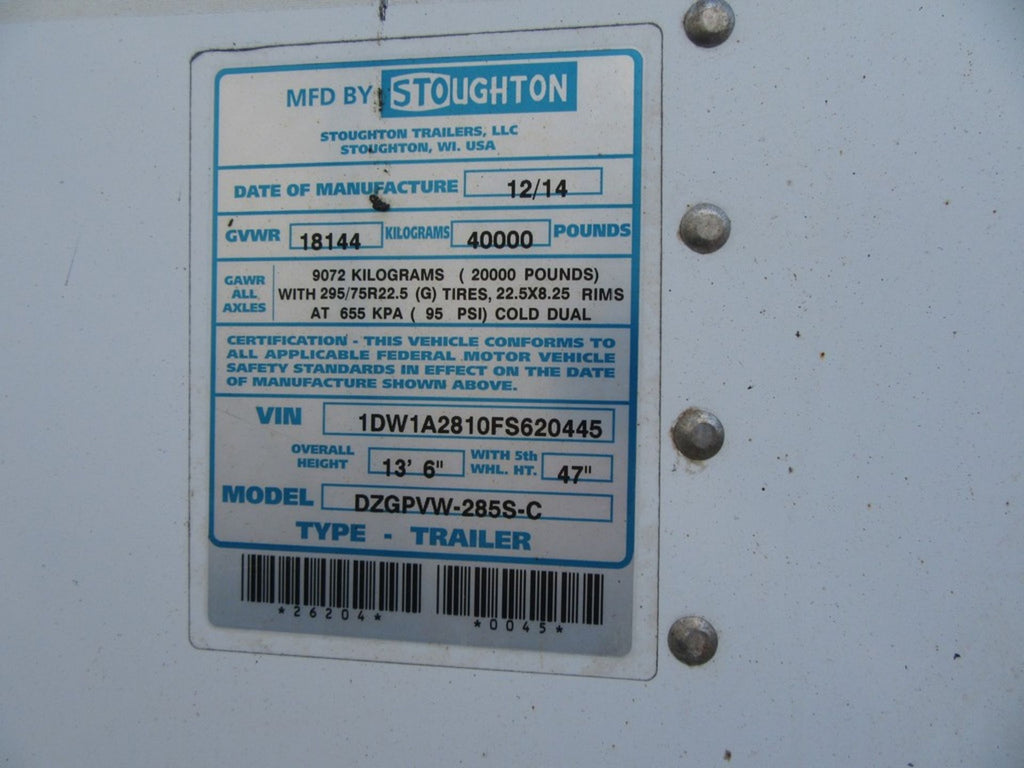 MFD BY STOUGHTON
STOUGHTON TRAILERS, LLC
STOUGHTON, WI. USA
DATE OF MANUFACTURE 12/14
GVWR 18144 KILOGRAMS 40000 POUNDS
GAWR ALL AXLES
9072 KILOGRAMS ( 20000 POUNDS)
WITH 295/75R22.5 (G) TIRES, 22.5X8.25 RIMS
AT 655 KPA ( 95 PSI) COLD DUAL
CERTIFICATION - THIS VEHICLE CONFORMS TO
ALL APPLICABLE FEDERAL MOTOR VEHICLE
SAFETY STANDARDS IN EFFECT ON THE DATE
OF MANUFACTURE SHOWN ABOVE.
VIN 1DW1A2810FS620445
OVERALL HEIGHT 13' 6" WITH 5th WHL. HT. 47"
MODEL DZGPVW-285S-C
TYPE - TRAILER
*26204* *0045*